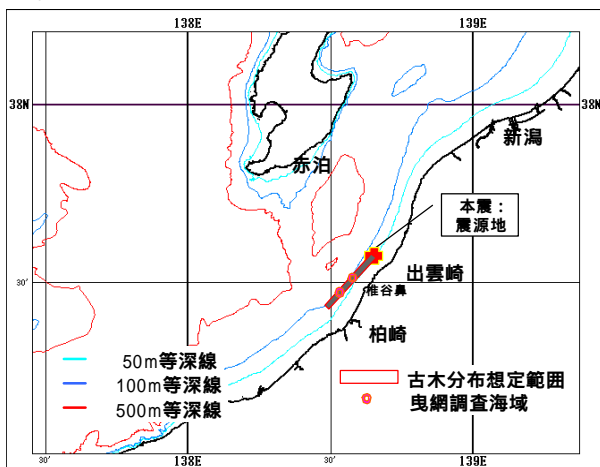 138E 139E
38N 38N
新潟
赤泊
本震：
震源地
出雲崎
30' 椎谷鼻 30'
柏崎
50m等深線
100m等深線
500m等深線
古木分布想定範囲
曳網調査海域
30' 138E 30' 139E